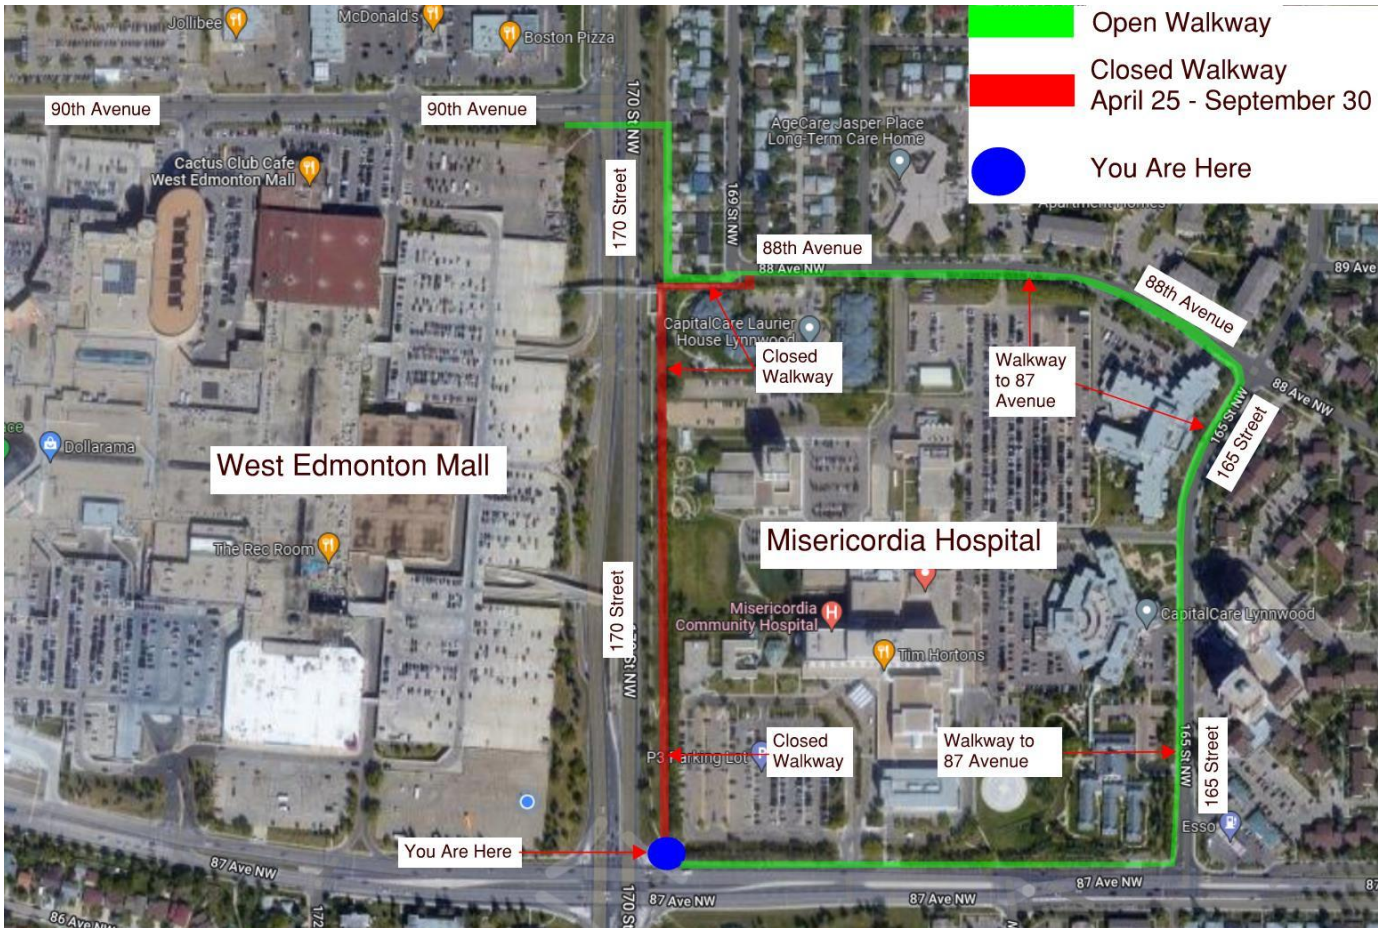 Jollibee
McDonald's
Boston Pizza
Open Walkway
Closed Walkway
April 25 - September 30
You Are Here
90th Avenue
90th Avenue
170 St NW
AgeCare Jasper Place
Long-Term Care Home
Cactus Club Cafe
West Edmonton Mall
170 Street
169 St NW
Apartment Homes
88th Avenue
88 Ave NW
89 Ave
88th Avenue
CapitalCare Laurier
House Lynnwood
Closed
Walkway
Walkway
to 87
Avenue
88 Ave NW
165 St NW
165 Street
Dollarama
West Edmonton Mall
The Rec Room
Misericordia Hospital
170 Street
Misericordia
Community Hospital
H
CapitalCare Lynnwood
Tim Hortons
170 St NW
Closed
Walkway
P3 Parking Lot
P
Walkway to
87 Avenue
165 St NW
165 Street
Esso
You Are Here
87 Ave NW
87 Ave NW
87 Ave NW
87 Ave NW
87
86 Ave NW
172
170 St